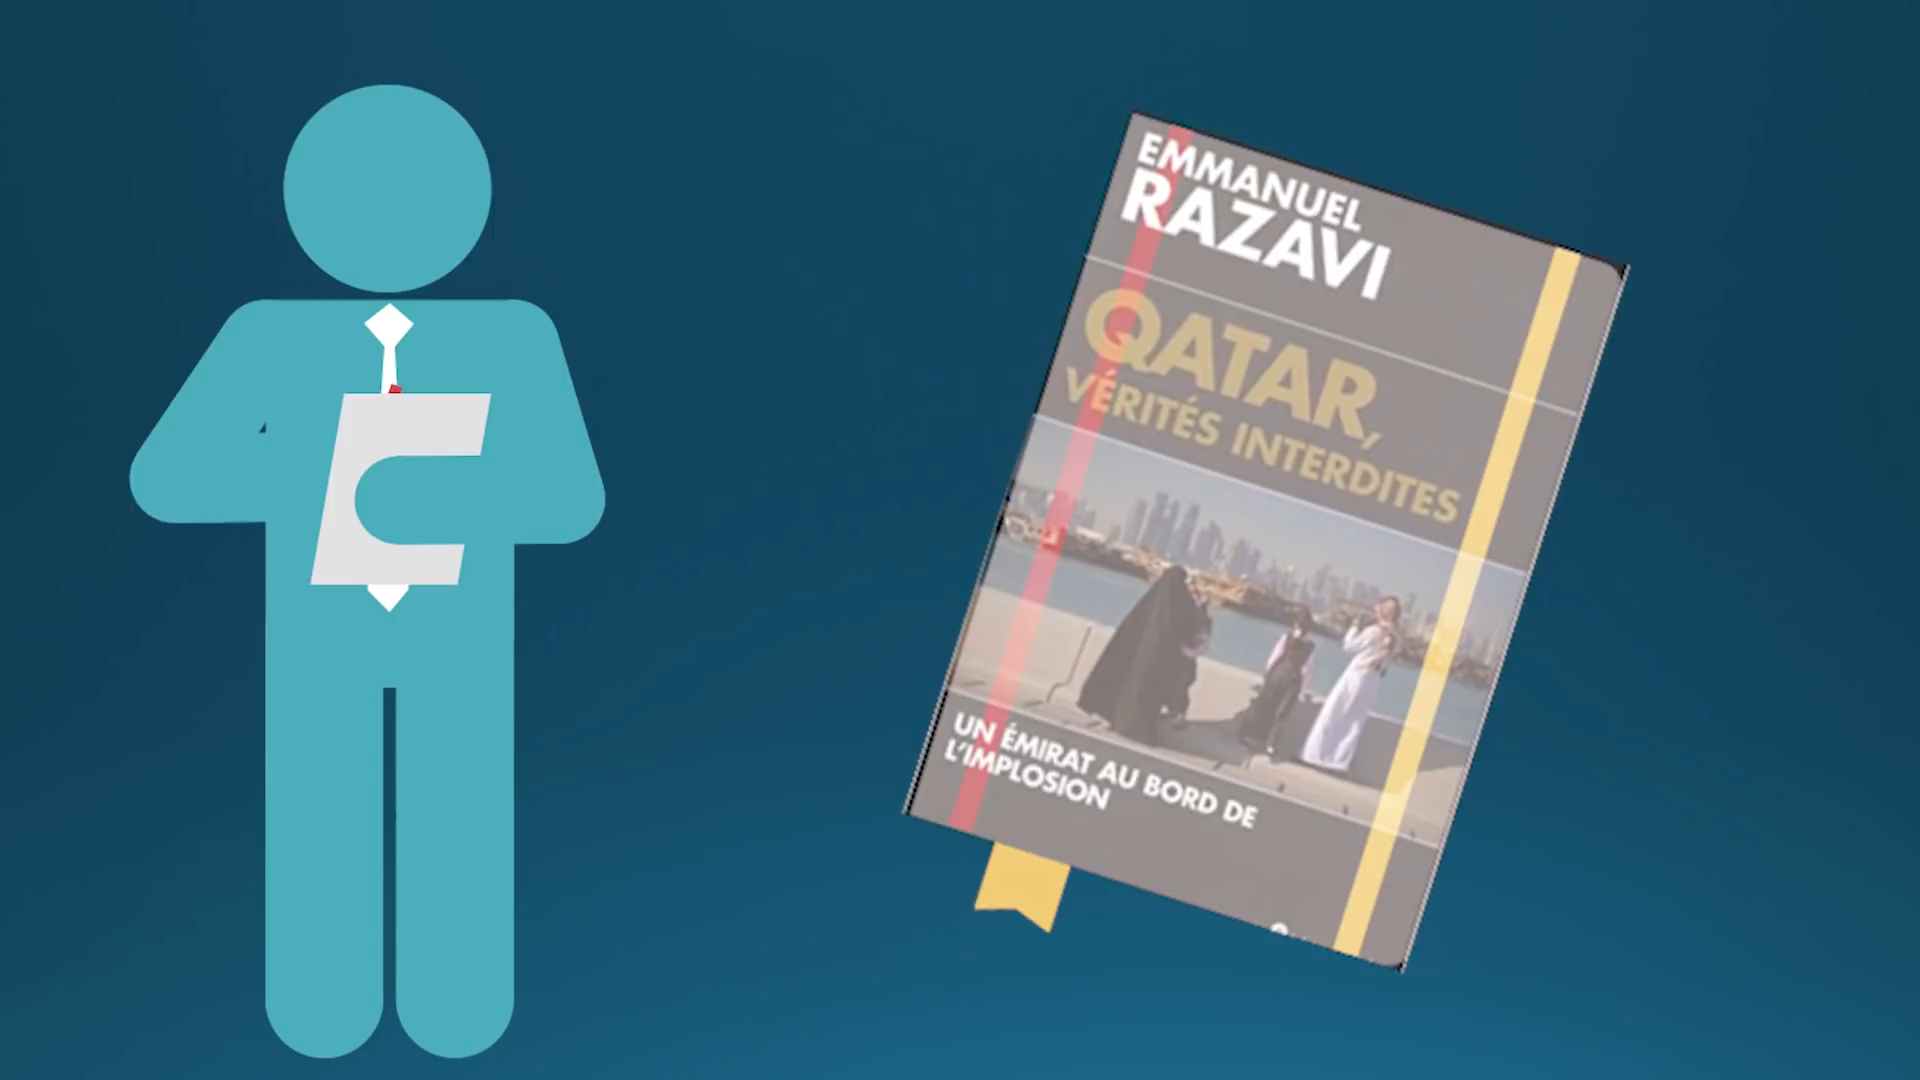 EMMANUEL
RAZAVI
QATAR,
VÉRITÉS INTERDITES
UN ÉMIRAT AU BORD DE
L'IMPLOSION